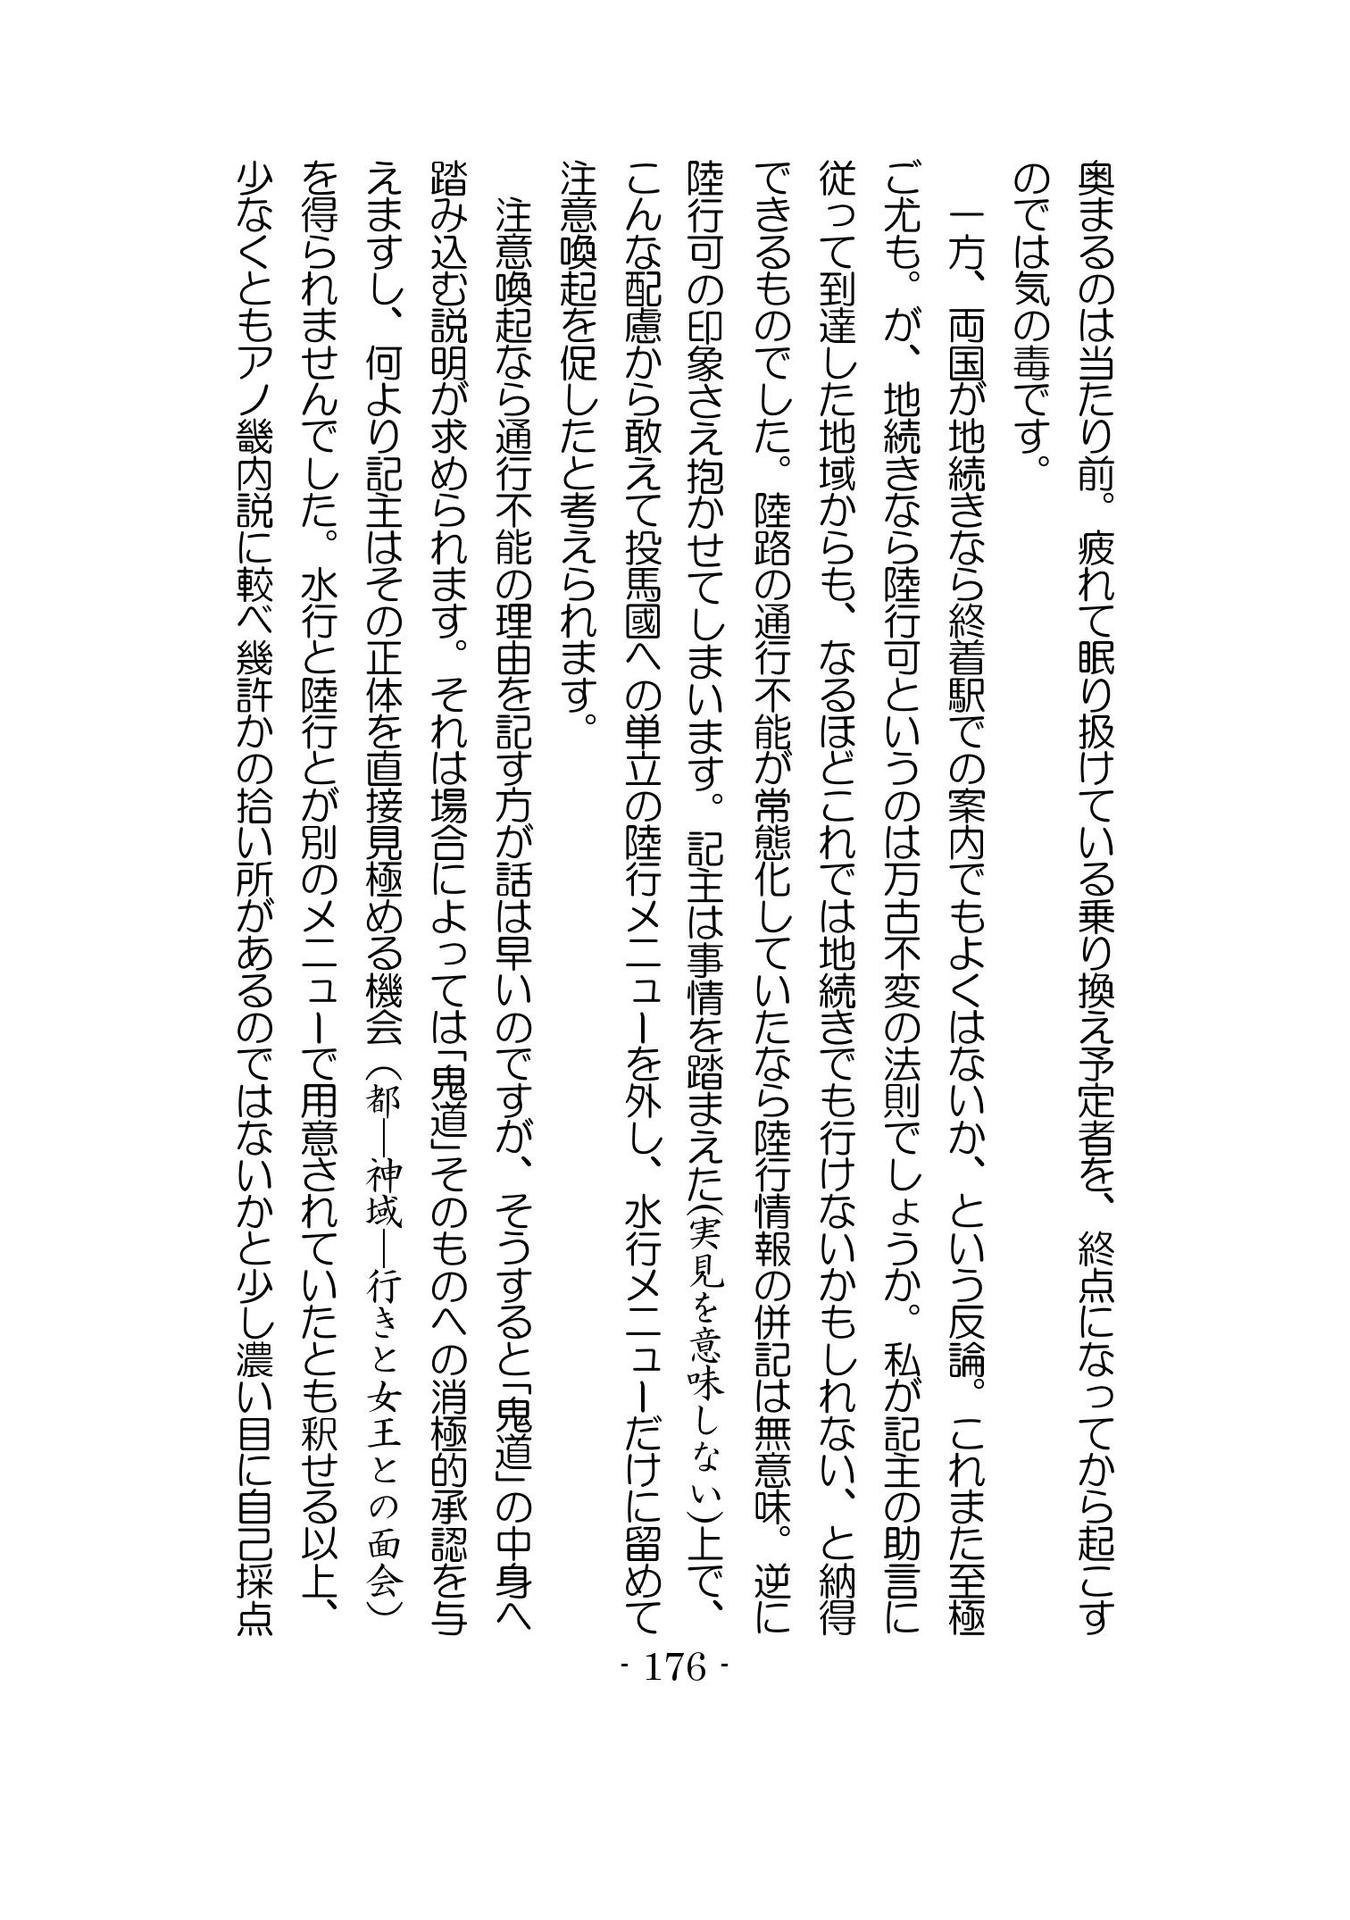 奥まるのは当たり前。疲れて眠り扱けている乗り換え予定者を、終点になってから起こす
のでは気の毒です。
　一方、両国が地続きなら終着駅での案内でもよくはないか、という反論。これまた至極
ご尤も。が、地続きなら陸行可というのは万古不変の法則でしょうか。私が記主の助言に
従って到達した地域からも、なるほどこれでは地続きでも行けないかもしれない、と納得
できるものでした。陸路の通行不能が常態化していたなら陸行情報の併記は無意味。逆に
陸行可の印象さえ抱かせてしまいます。記主は事情を踏まえた(実見を意味しない)上で、
こんな配慮から敢えて投馬國への単立の陸行メニューを外し、水行メニューだけに留めて
注意喚起を促したと考えられます。
　注意喚起なら通行不能の理由を記す方が話は早いのですが、そうすると「鬼道」の中身へ
踏み込む説明が求められます。それは場合によっては「鬼道」そのものへの消極的承認を与
えますし、何より記主はその正体を直接見極める機会（都―神域―行きと女王との面会）
を得られませんでした。水行と陸行とが別のメニューで用意されていたとも釈せる以上、
少なくともアノ畿内説に較べ幾許かの拾い所があるのではないかと少し濃い目に自己採点
- 176 -